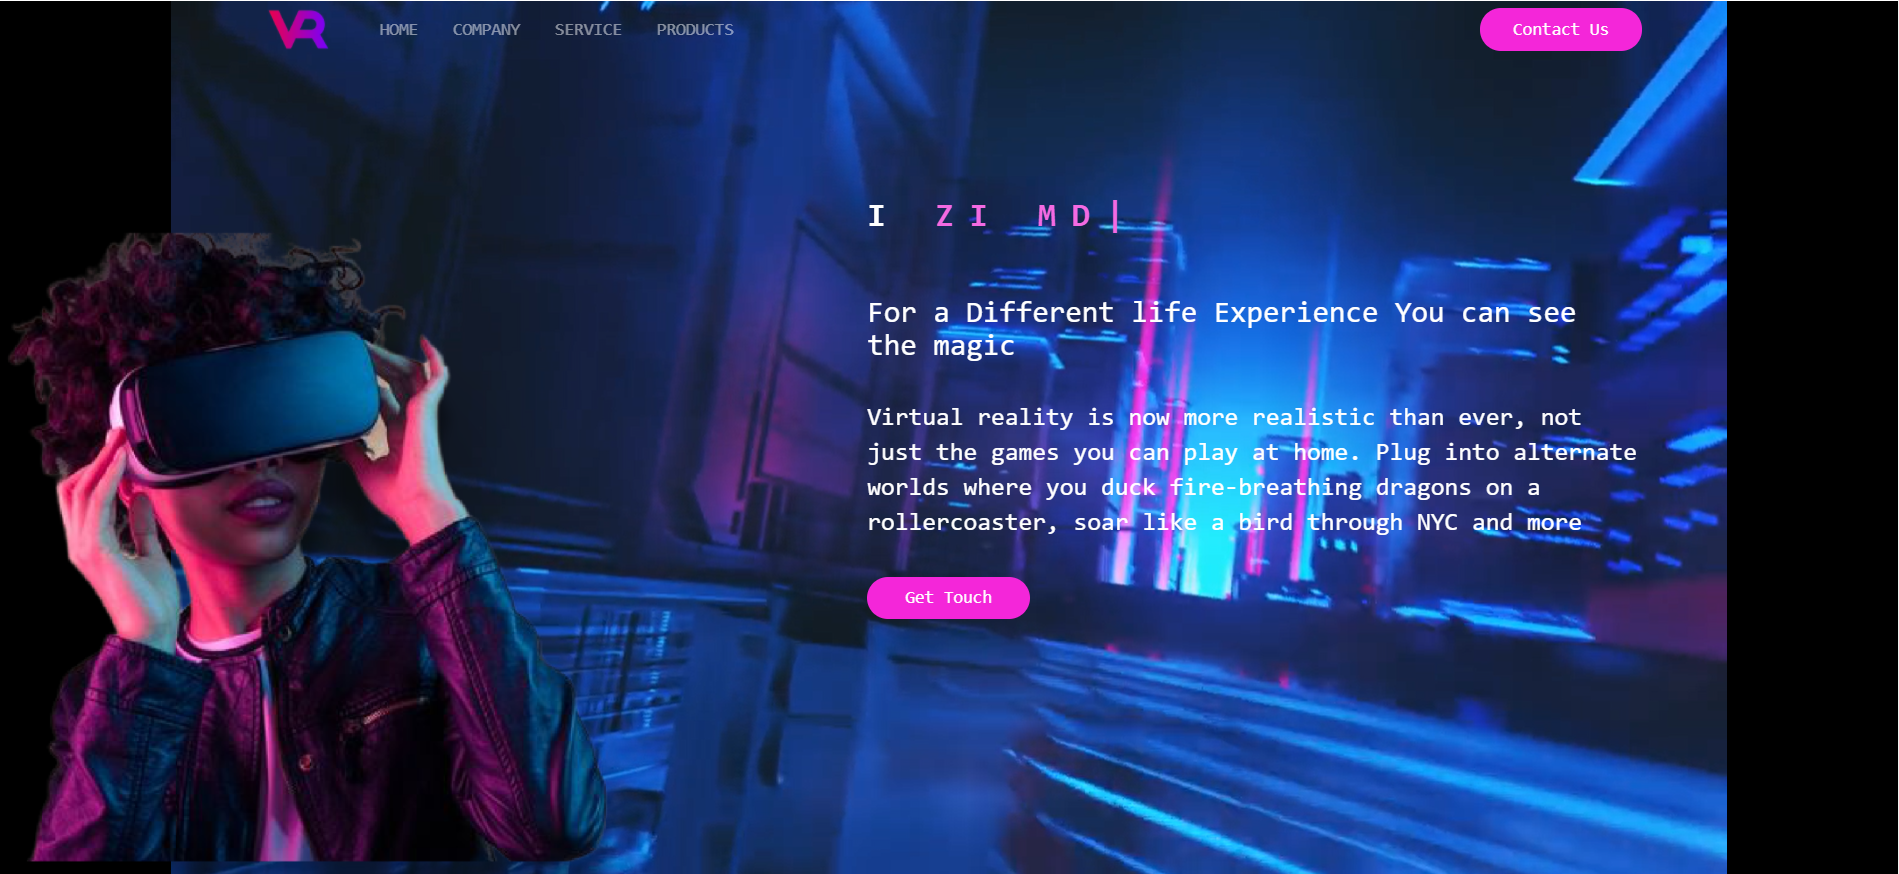 VR
HOME COMPANY SERVICE PRODUCTS
Contact Us
I ZI MD|
For a Different life Experience You can see
the magic
Virtual reality is now more realistic than ever, not
just the games you can play at home. Plug into alternate
worlds where you duck fire-breathing dragons on a
rollercoaster, soar like a bird through NYC and more
Get Touch